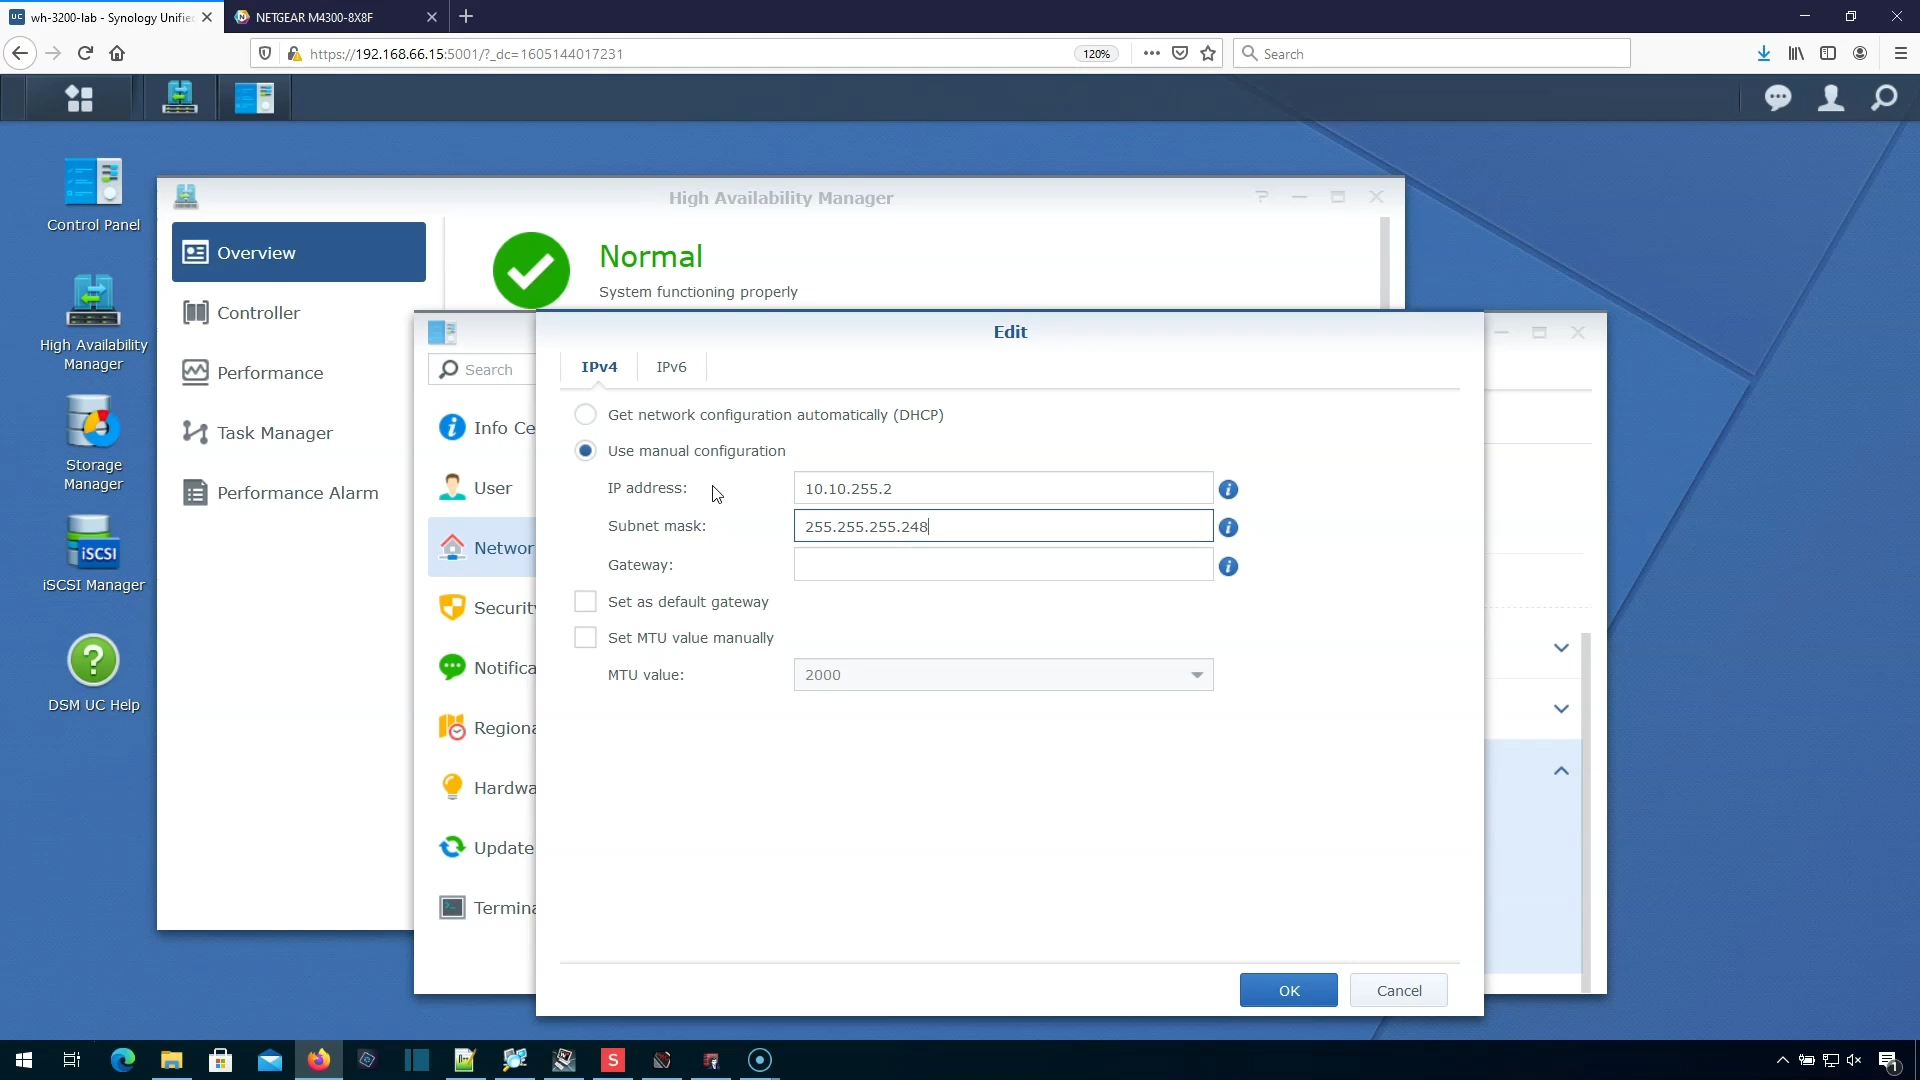 wh-3200-lab - Synology Unifie
NETGEAR M4300-8X8F
https://192.168.66.15:5001/?_dc=1605144017231
120%
Search
Control Panel
High Availability
Manager
Storage
Manager
iSCSI
iSCSI Manager
DSM UC Help
High Availability Manager
Overview
Controller
Performance
Task Manager
Performance Alarm
Normal
System functioning properly
Search
Info Ce
User
Networ
Security
Notifica
Regiona
Hardwa
Update
Termina
Edit
IPv4
IPv6
Get network configuration automatically (DHCP)
Use manual configuration
IP address:
10.10.255.2
Subnet mask:
255.255.255.248
Gateway:
Set as default gateway
Set MTU value manually
MTU value:
2000
OK
Cancel
S
1